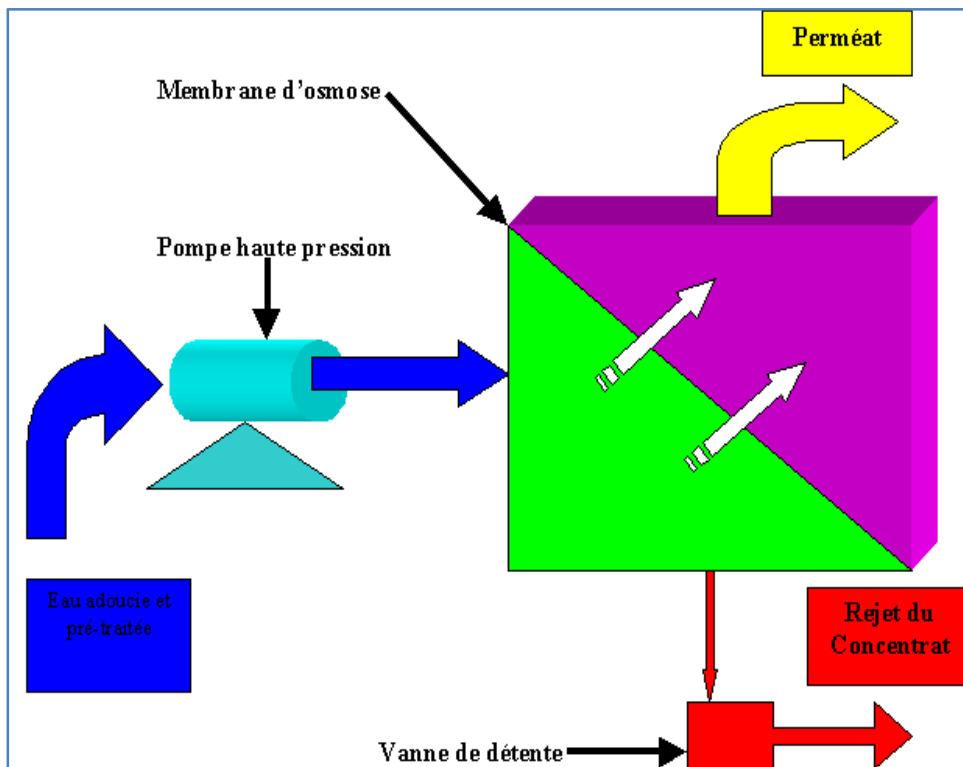 Perméat
Membrane d'osmose
Pompe haute pression
Eau adoucie et
pré-traitée
Rejet du
Concentrat
Vanne de détente